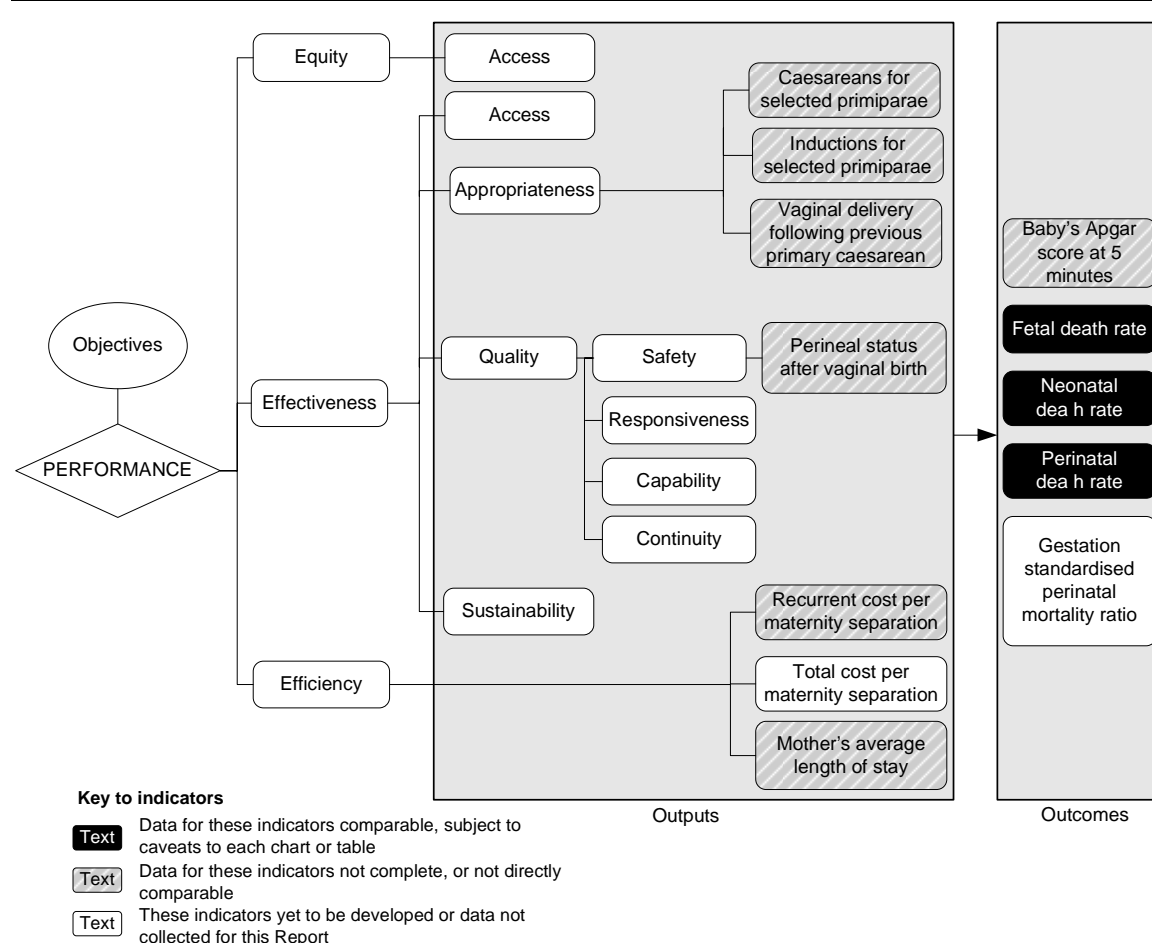 Equity
Access
Access
Caesareans for
selected primiparae
Inductions for
selected primiparae
Appropriateness
Vaginal delivery
following previous
primary caesarean
Baby's Apgar
score at 5
minutes
Objectives
Fetal death rate
Quality
Safety
Perineal status
after vaginal birth
Neonatal
dea h rate
Effectiveness
Responsiveness
PERFORMANCE
Perinatal
dea h rate
Capability
Continuity
Gestation
standardised
perinatal
mortality ratio
Sustainability
Recurrent cost per
maternity separation
Efficiency
Total cost per
maternity separation
Mother's average
length of stay
Outputs
Outcomes
Key to indicators
Text
Data for these indicators comparable, subject to
caveats to each chart or table
Text
Data for these indicators not complete, or not directly
comparable
Text
These indicators yet to be developed or data not
collected for this Report